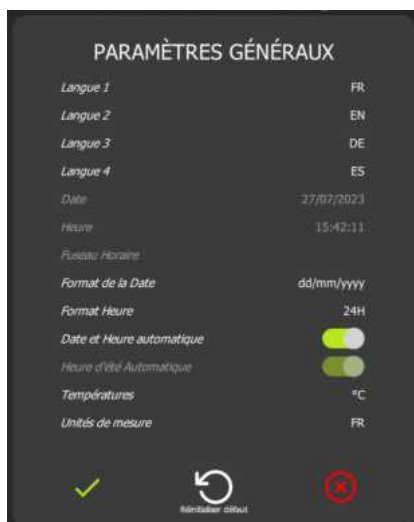 PARAMÈTRES GÉNÉRAUX
Langue 1 FR
Langue 2 EN
Langue 3 DE
Langue 4 ES
Date 27/07/2023
Heure 15:42:11
Fuseau Horaire
Format de la Date dd/mm/yyyy
Format Heure 24H
Date et Heure automatique
Heure d'été Automatique
Températures °C
Unités de mesure FR
Réinitialiser défaut